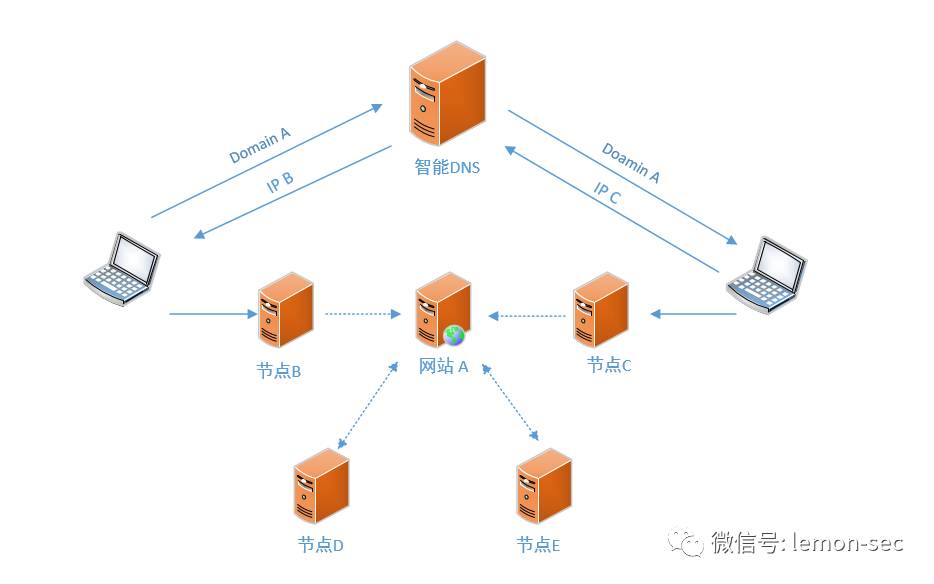 智能DNS
Domain A
IP B
Doamin A
IP C
节点B
网站 A
节点C
节点D
节点E
微信号: lemon-sec